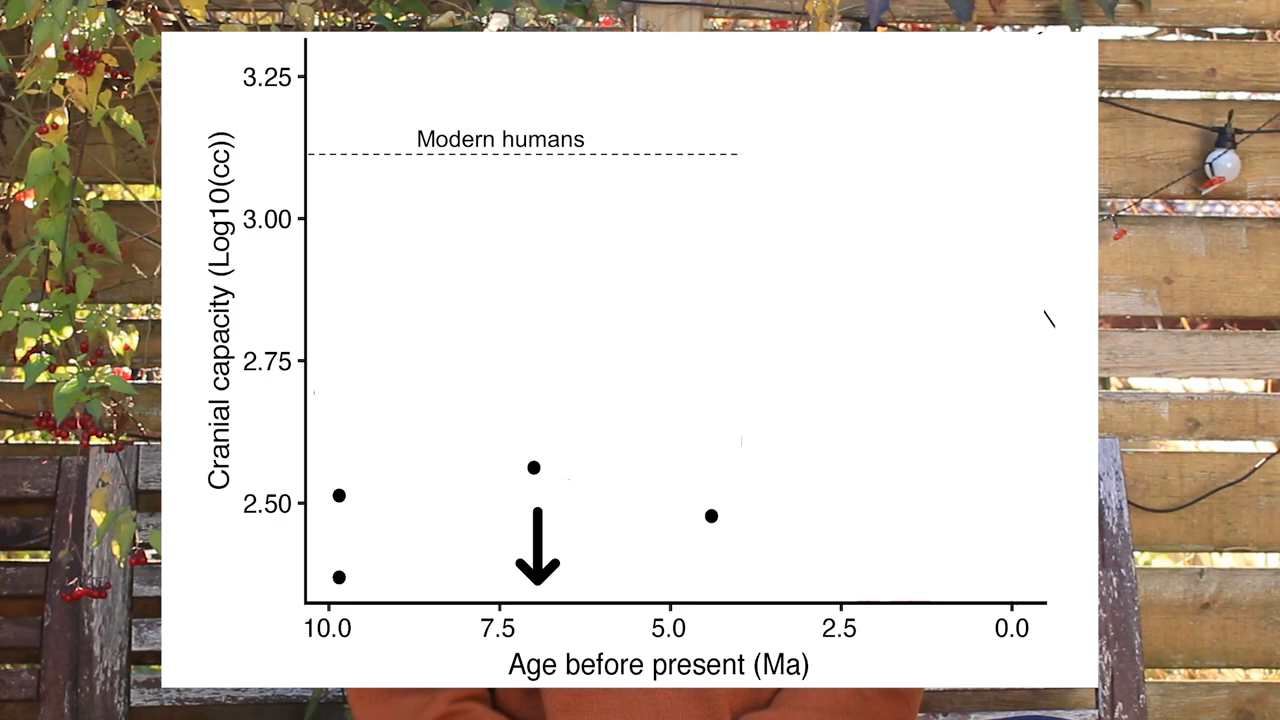 3.25
Modern humans
3.00
2.75
2.50
Cranial capacity (Log10(cc))
10.0 7.5 5.0 2.5 0.0
Age before present (Ma)